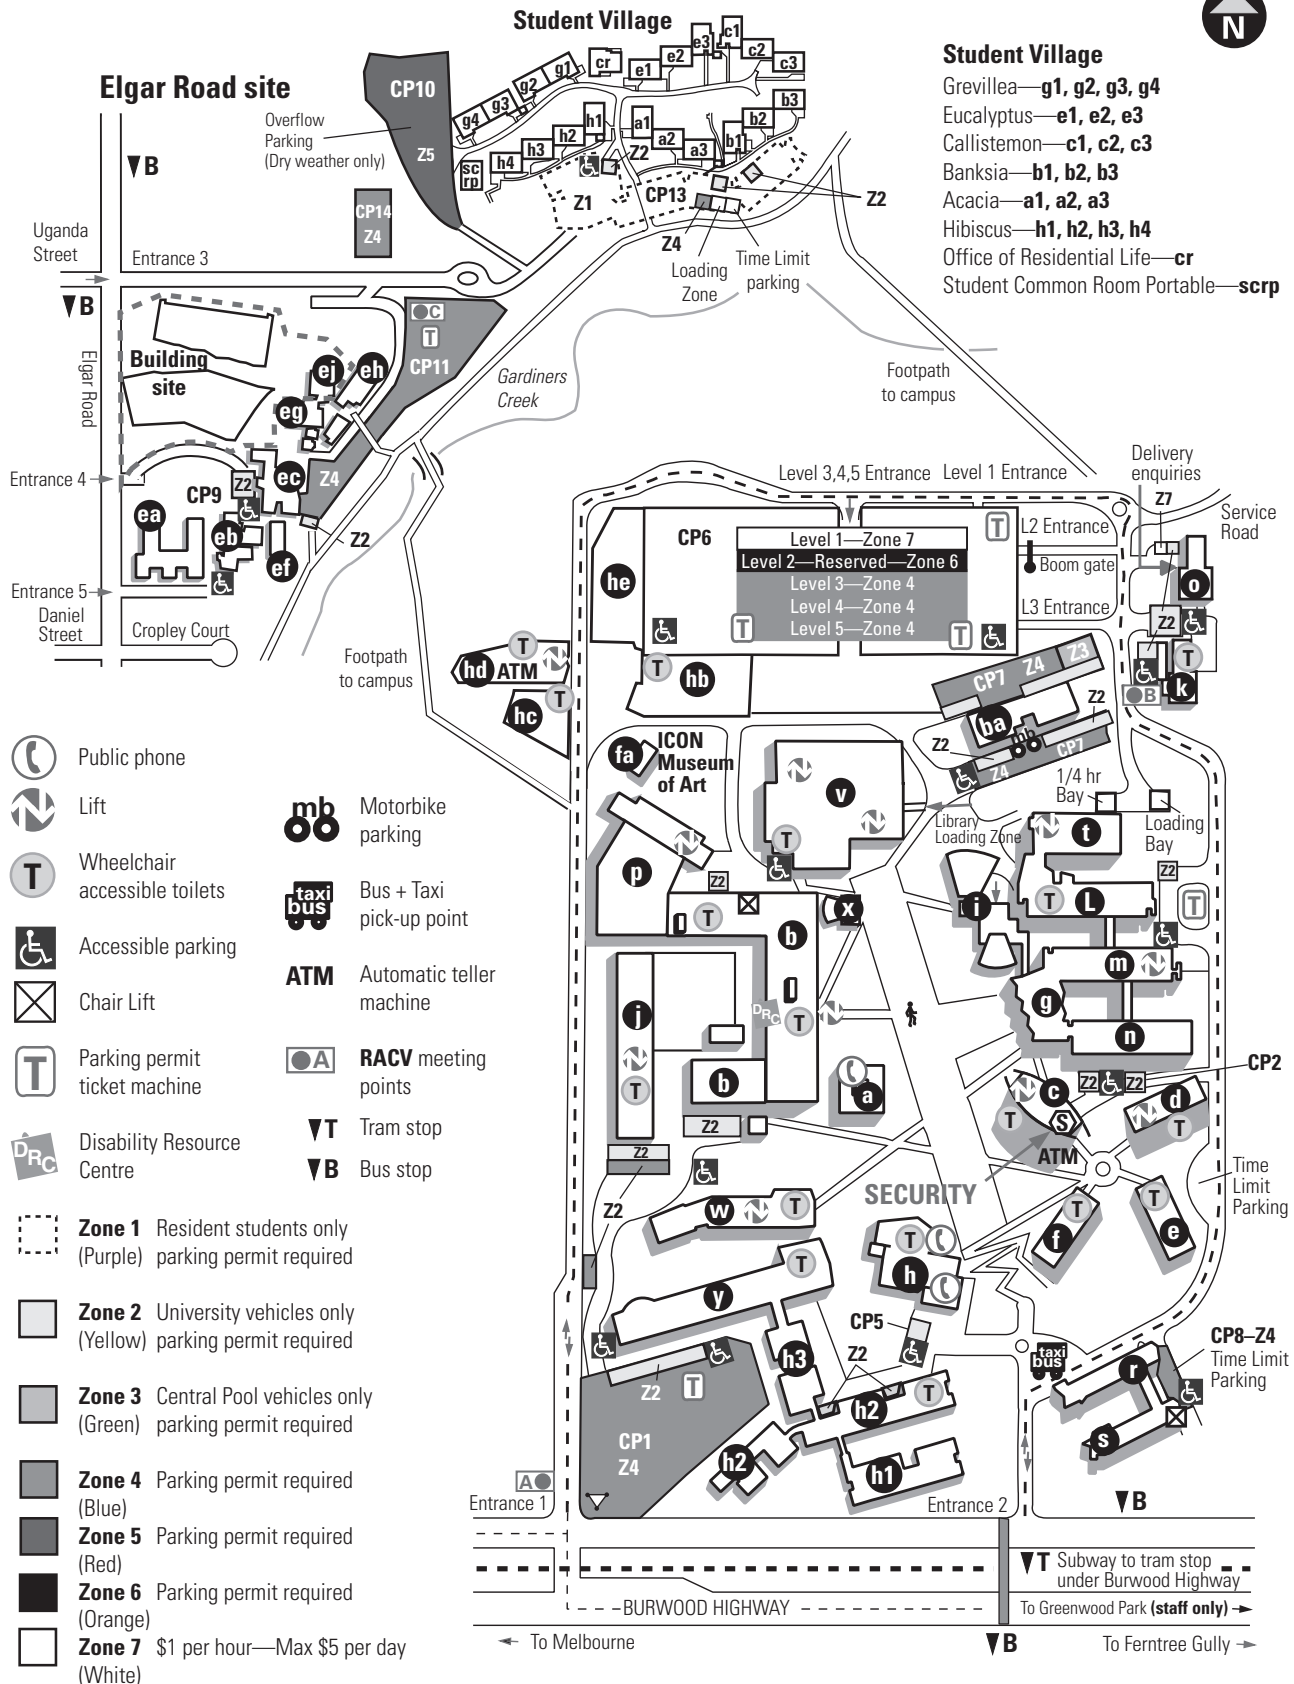 Student Village
N
Student Village
Grevillea—g1, g2, g3, g4
Eucalyptus—e1, e2, e3
Callistemon—c1, c2, c3
Banksia—b1, b2, b3
Acacia—a1, a2, a3
Hibiscus—h1, h2, h3, h4
Office of Residential Life—cr
Student Common Room Portable—scrp
Elgar Road site
Overflow
Parking
(Dry weather only)
CP10
Z5
g4
g3
g2
g1
cr
e1
e2
e3
c1
c2
c3
b3
b2
b1
a1
a2
a3
h1
h2
h3
h4
sc
rp
Z2
Z1
CP13
Z2
Z4
Loading
Zone
Time Limit
parking
B
CP14
Z4
Uganda
Street
Entrance 3
B
Elgar Road
Building
site
C
T
CP11
ej
eh
eg
ec
Z4
Gardiners
Creek
Footpath
to campus
Entrance 4
CP9
Z2
ea
eb
ef
Z2
Entrance 5
Daniel
Street
Cropley Court
Footpath
to campus
Level 3,4,5 Entrance
Level 1 Entrance
Delivery
enquiries
Z7
Service
Road
CP6
Level 1—Zone 7
Level 2—Reserved—Zone 6
Level 3—Zone 4
Level 4—Zone 4
Level 5—Zone 4
T
T
T
L2 Entrance
Boom gate
L3 Entrance
o
Z2
T
k
B
he
T
hd
ATM
T
hc
T
hb
CP7
Z4
Z3
ba
Z2
mb
Z2
CP7
Z4
1/4 hr
Bay
Loading
Bay
Library
Loading Zone
fa
ICON
Museum
of Art
v
T
p
Z2
T
b
x
t
Z2
T
L
T
i
m
g
n
j
T
DRC
T
b
a
Z2
Z2
Z2
c
T
S
ATM
Z2
Z2
CP2
d
T
SECURITY
Time
Limit
Parking
w
T
T
f
T
e
T
h
y
T
CP5
Z2
h3
Z2
T
CP1
Z4
h2
T
h2
h1
taxi
bus
r
s
CP8–Z4
Time Limit
Parking
A
Entrance 1
Entrance 2
B
T Subway to tram stop
under Burwood Highway
BURWOOD HIGHWAY
To Greenwood Park (staff only)
To Melbourne
B
To Ferntree Gully
Public phone
Lift
T Wheelchair
accessible toilets
Accessible parking
Chair Lift
T Parking permit
ticket machine
DRC Disability Resource
Centre
mb Motorbike
parking
taxi
bus Bus + Taxi
pick-up point
ATM Automatic teller
machine
A RACV meeting
points
T Tram stop
B Bus stop
Zone 1 Resident students only
(Purple) parking permit required
Zone 2 University vehicles only
(Yellow) parking permit required
Zone 3 Central Pool vehicles only
(Green) parking permit required
Zone 4 Parking permit required
(Blue)
Zone 5 Parking permit required
(Red)
Zone 6 Parking permit required
(Orange)
Zone 7 $1 per hour—Max $5 per day
(White)